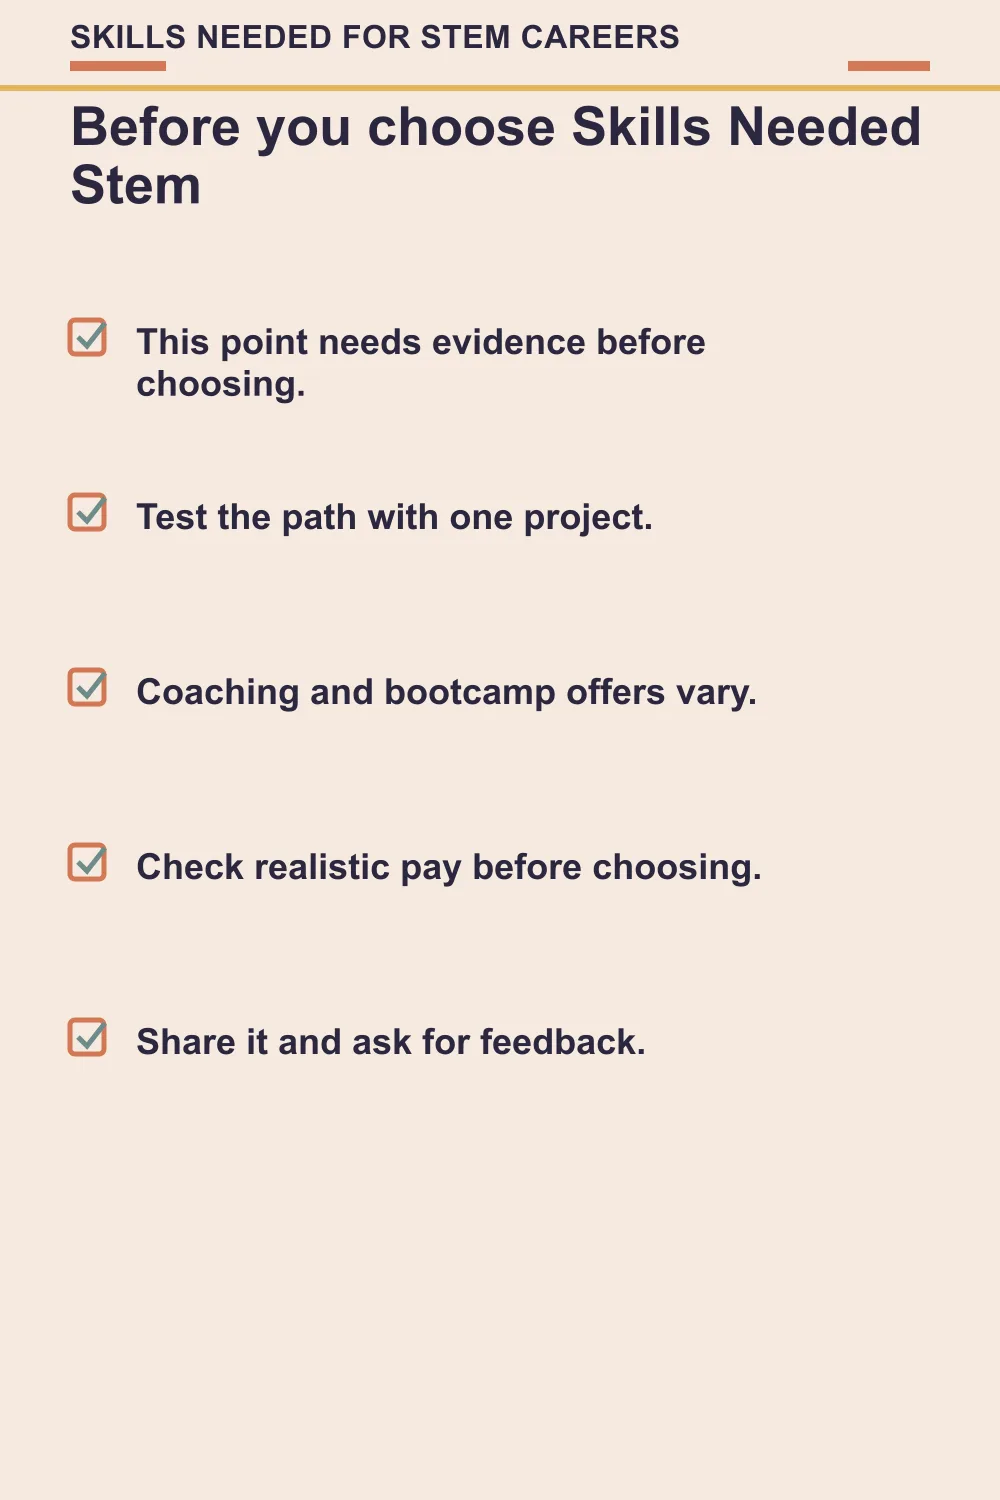 SKILLS NEEDED FOR STEM CAREERS
Before you choose Skills Needed
Stem
This point needs evidence before
choosing.
Test the path with one project.
Coaching and bootcamp offers vary.
Check realistic pay before choosing.
Share it and ask for feedback.